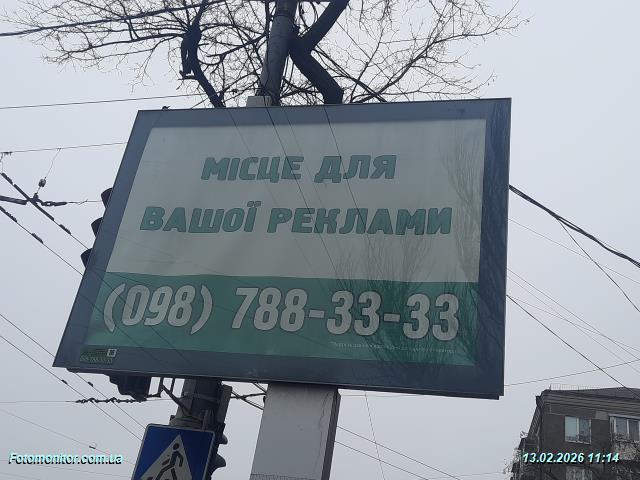 МІСЦЕ ДЛЯ
ВАШОЇ РЕКЛАМИ
(098) 788-33-33
Fotomonitor.com.ua
13.02.2026 11:14